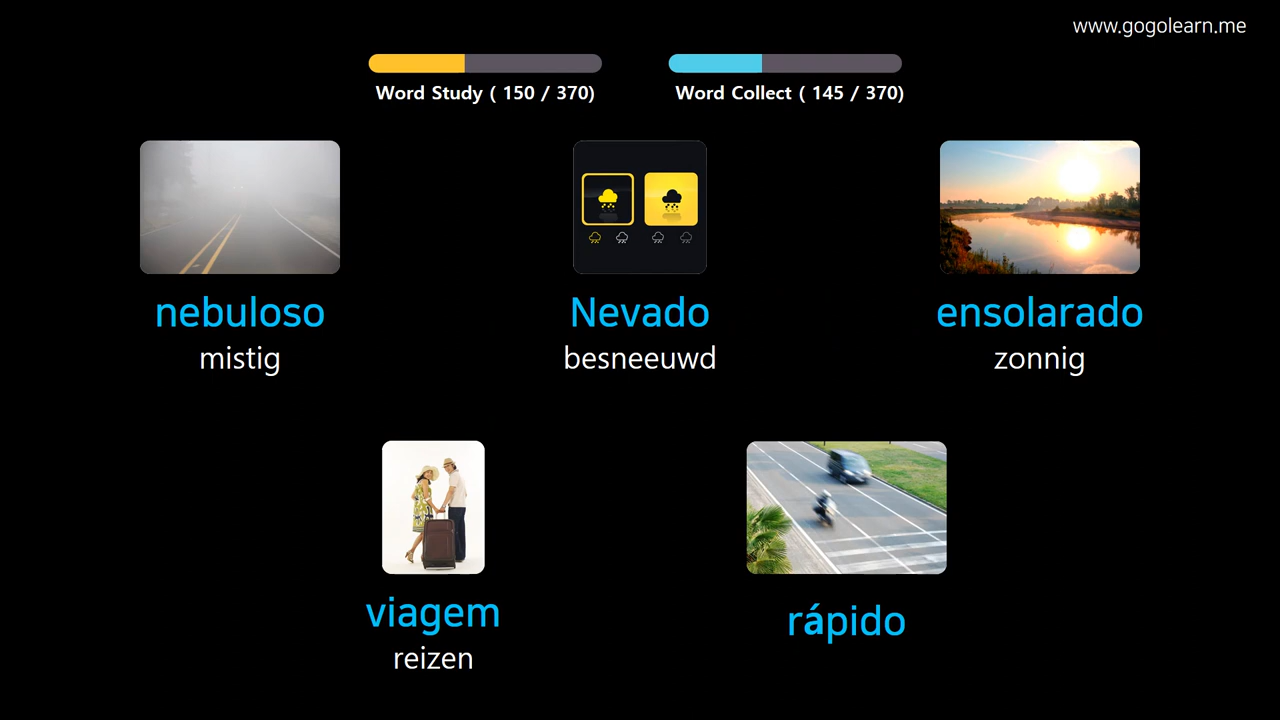 www.gogolearn.me
Word Study ( 150 / 370)
Word Collect ( 145 / 370)
nebuloso
mistig
Nevado
besneeuwd
ensolarado
zonnig
viagem
reizen
rápido